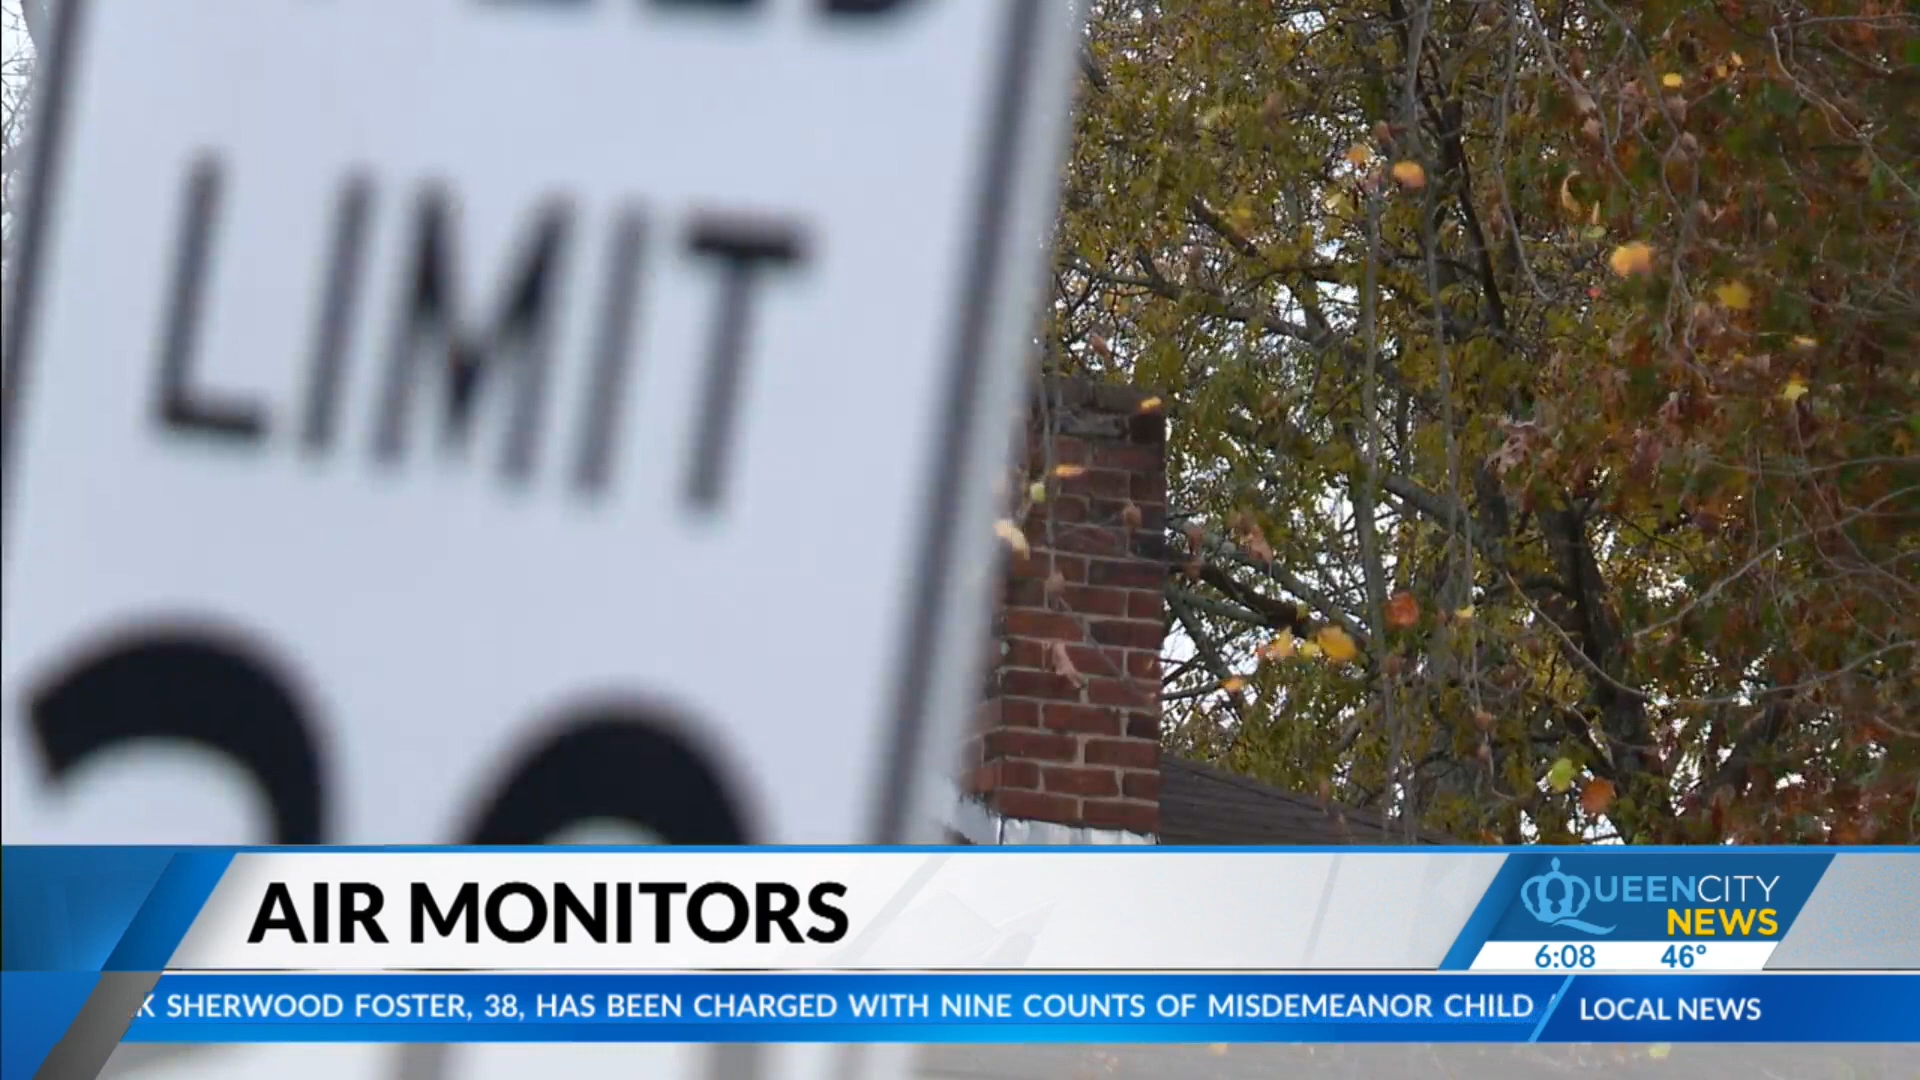 LIMIT
AIR MONITORS
QUEENCITY
NEWS
6:08 46°
SHERWOOD FOSTER, 38, HAS BEEN CHARGED WITH NINE COUNTS OF MISDEMEANOR CHILD
LOCAL NEWS